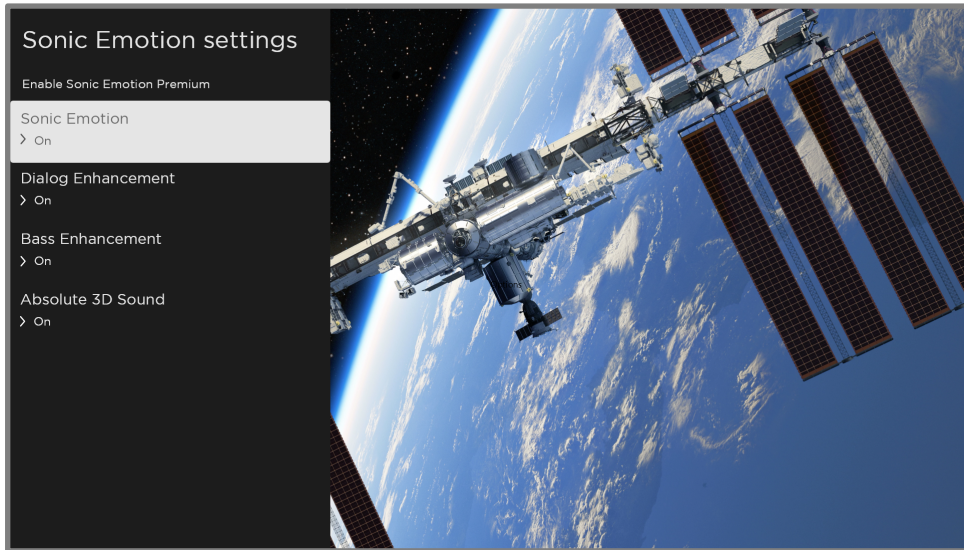 Sonic Emotion settings
Enable Sonic Emotion Premium
Sonic Emotion
On
Dialog Enhancement
On
Bass Enhancement
On
Absolute 3D Sound
On